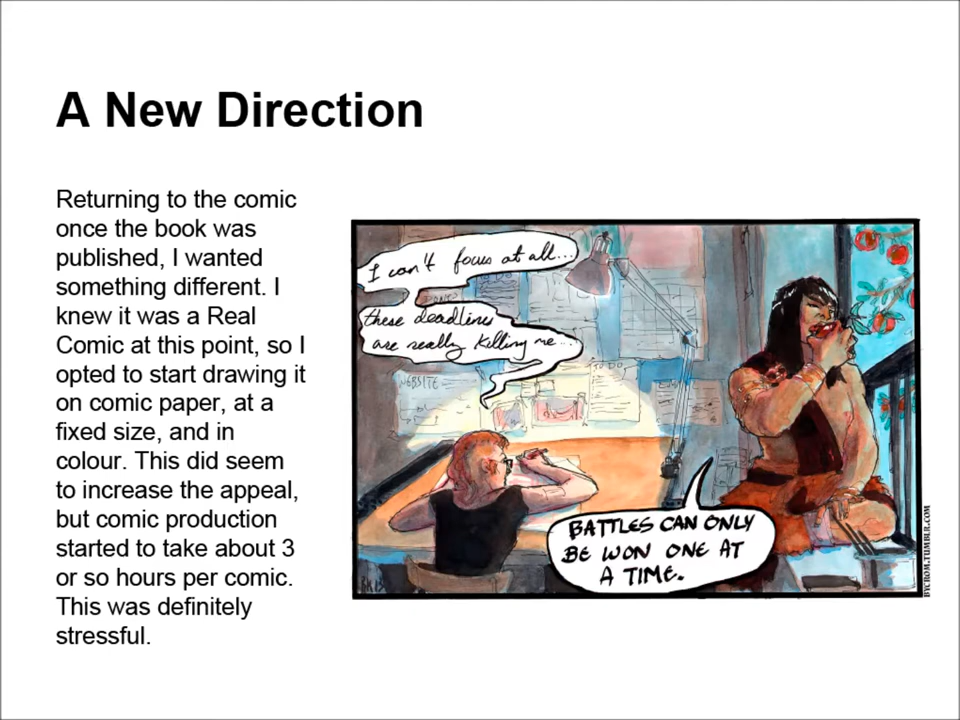 A New Direction
Returning to the comic
once the book was
published, I wanted
something different. I
knew it was a Real
Comic at this point, so I
opted to start drawing it
on comic paper, at a
fixed size, and in
colour. This did seem
to increase the appeal,
but comic production
started to take about 3
or so hours per comic.
This was definitely
stressful.
I can't focus at all...
these deadlines
are really killing me...
WEBSITE
TO DO
BATTLES CAN ONLY
BE WON ONE AT
A TIME.
BYCROM.TUMBLR.COM